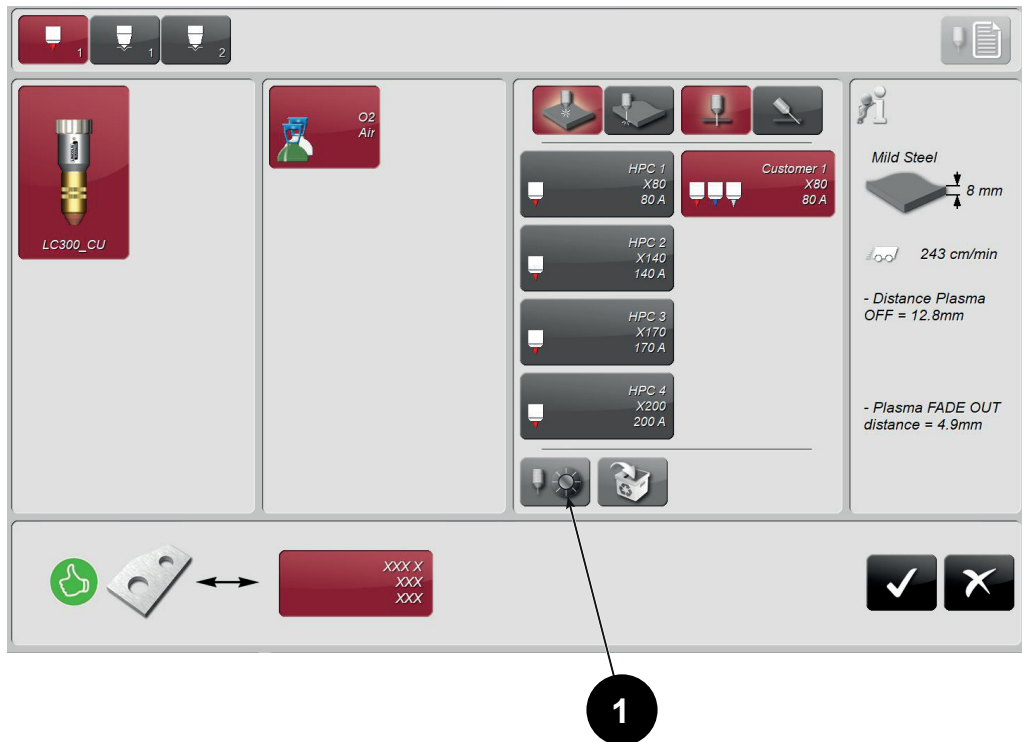 1
1
2
LC300_CU
O2
Air
HPC 1
X80
80 A
Customer 1
X80
80 A
HPC 2
X140
140 A
HPC 3
X170
170 A
HPC 4
X200
200 A
Mild Steel
8 mm
243 cm/min
- Distance Plasma
OFF = 12.8mm
- Plasma FADE OUT
distance = 4.9mm
XXX X
XXX
XXX
1